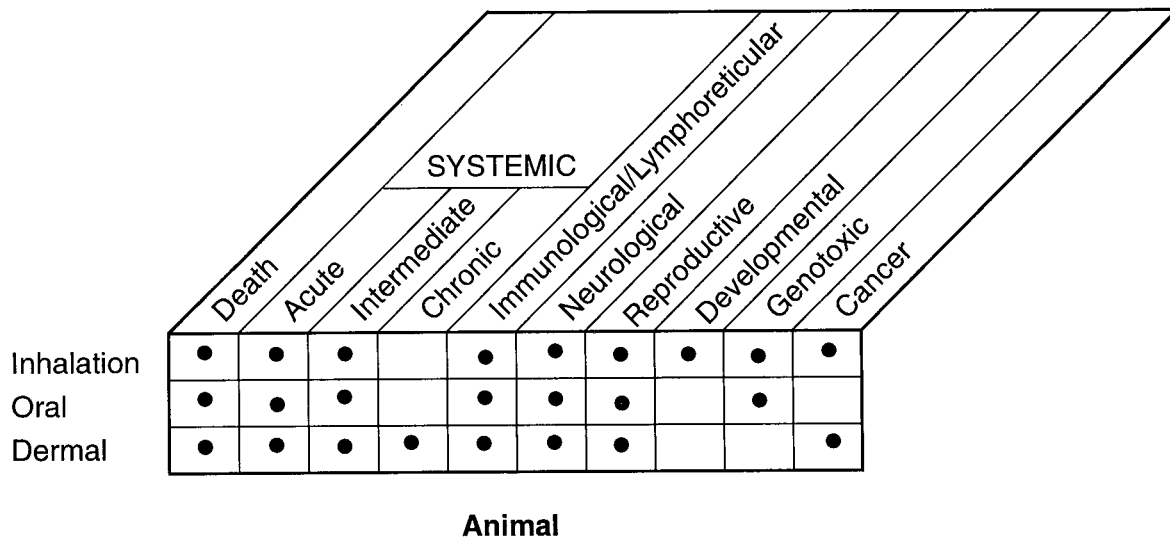 SYSTEMIC
Death
Acute
Intermediate
Chronic
Immunological/Lymphoreticular
Neurological
Reproductive
Developmental
Genotoxic
Cancer
Inhalation
Oral
Dermal
Animal